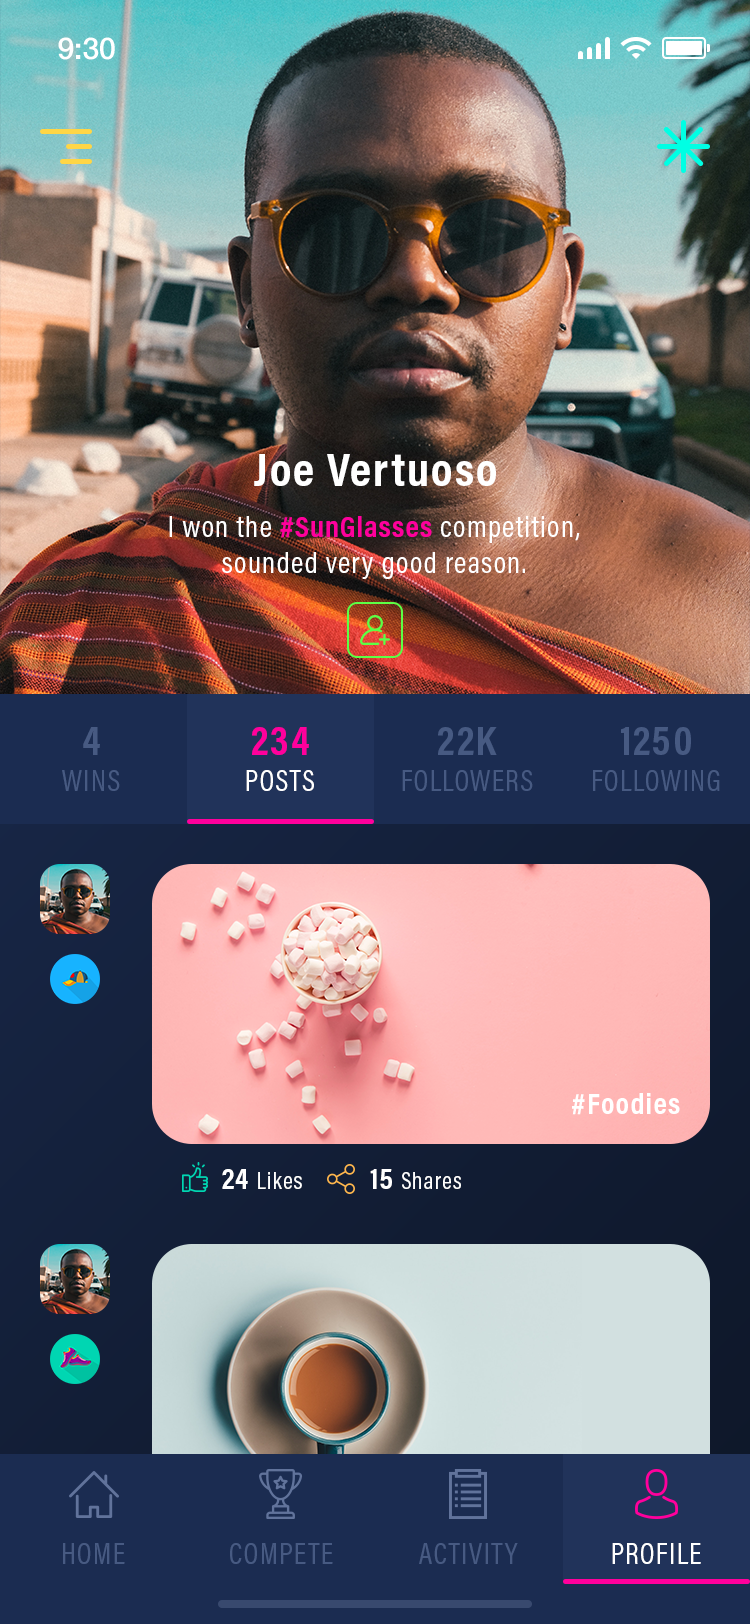 9:30
Joe Vertuoso
I won the #SunGlasses competition,
sounded very good reason.
4
WINS
234
POSTS
22K
FOLLOWERS
1250
FOLLOWING
#Foodies
24 Likes
15 Shares
HOME
COMPETE
ACTIVITY
PROFILE